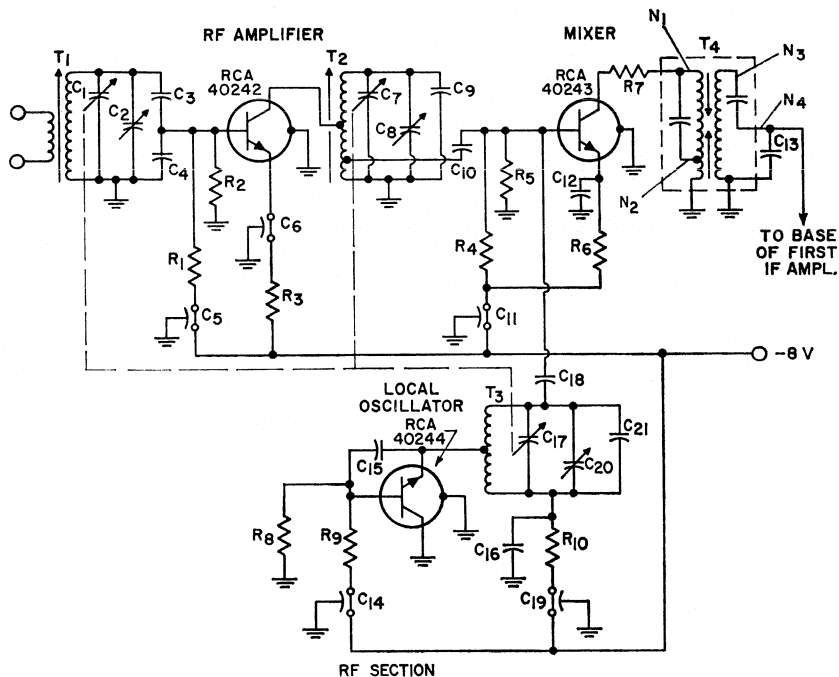 RF AMPLIFIER
MIXER
T1
C1
C2
C3
C4
RCA
40242
T2
C7
C8
C9
C10
RCA
40243
R7
N1
T4
N3
N4
C13
N2
R2
R1
C5
C6
R3
R5
R4
C11
C12
R6
TO BASE
OF FIRST
IF AMPL.
-8 V
C18
LOCAL
OSCILLATOR
RCA
40244
T3
C17
C20
C21
C15
R8
R9
C14
C16
R10
C19
RF SECTION